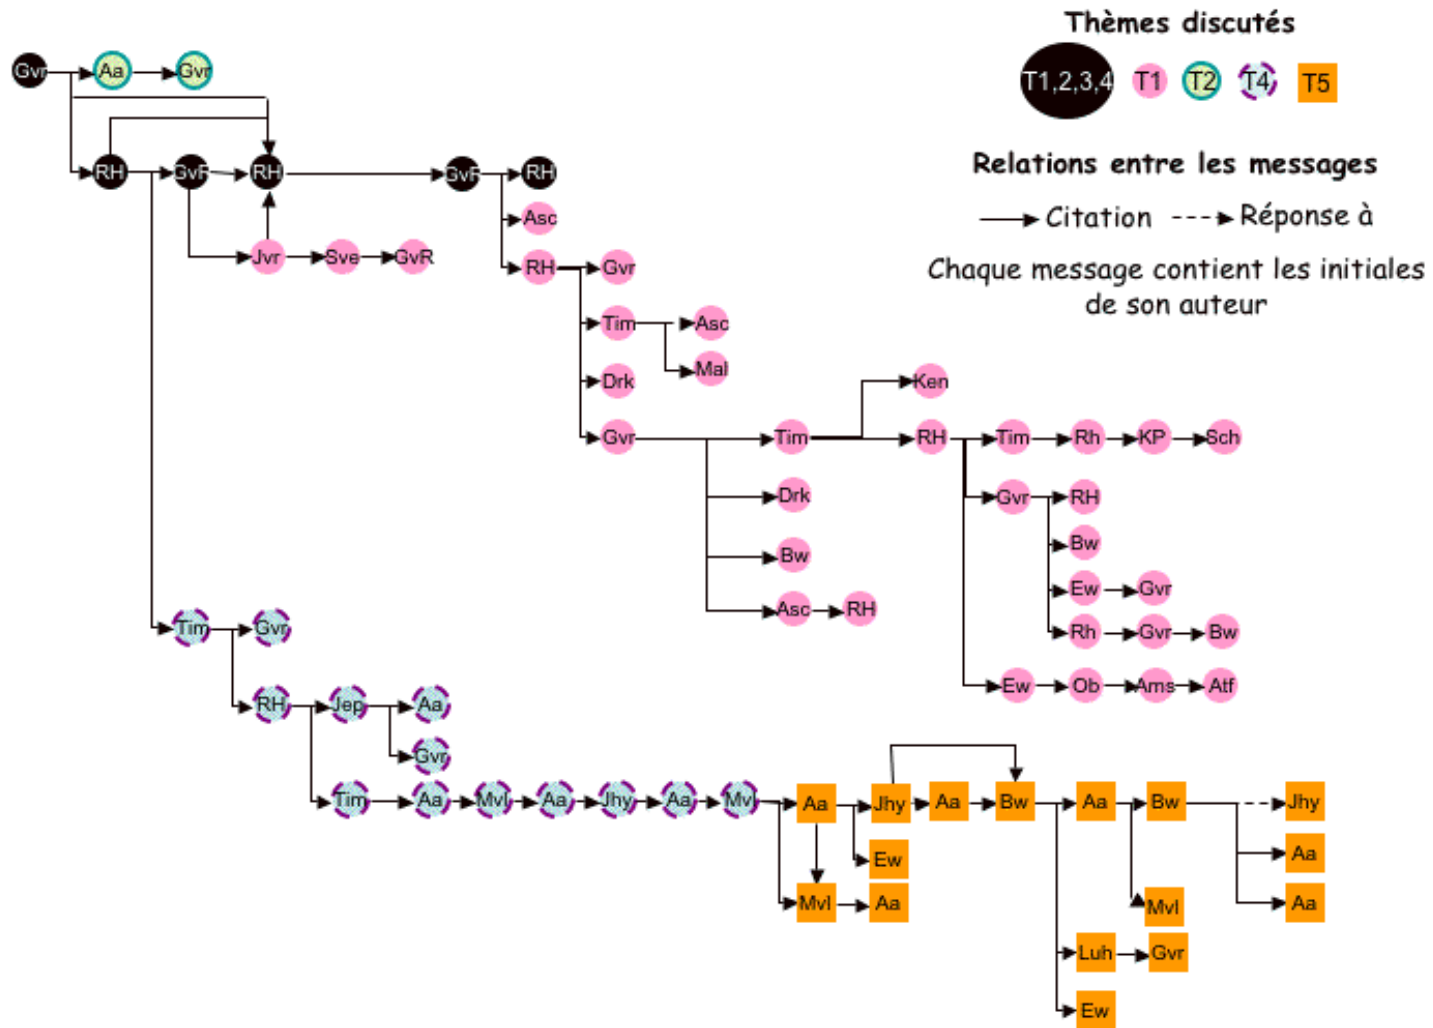 Thèmes discutés
T1,2,3,4 T1 T2 T4 T5
Relations entre les messages
Citation Réponse à
Chaque message contient les initiales
de son auteur
Gvr Aa Gvr
RH GvR RH GvR RH
Asc
Jvr Sve GvR
RH Gvr
Tim Asc
Mal
Drk
Ken
Gvr Tim RH Tim Rh KP Sch
Drk
Gvr RH
Bw
Bw
Ew Gvr
Asc RH
Rh Gvr Bw
Tim Gvr
Ew Ob Ams Atf
RH Jep Aa
Gvr
Tim Aa Mvl Aa Jhy Aa Mvl Aa Jhy Aa Bw Aa Bw Jhy
Ew
Aa
Mvl Aa
Mvl
Aa
Luh Gvr
Ew